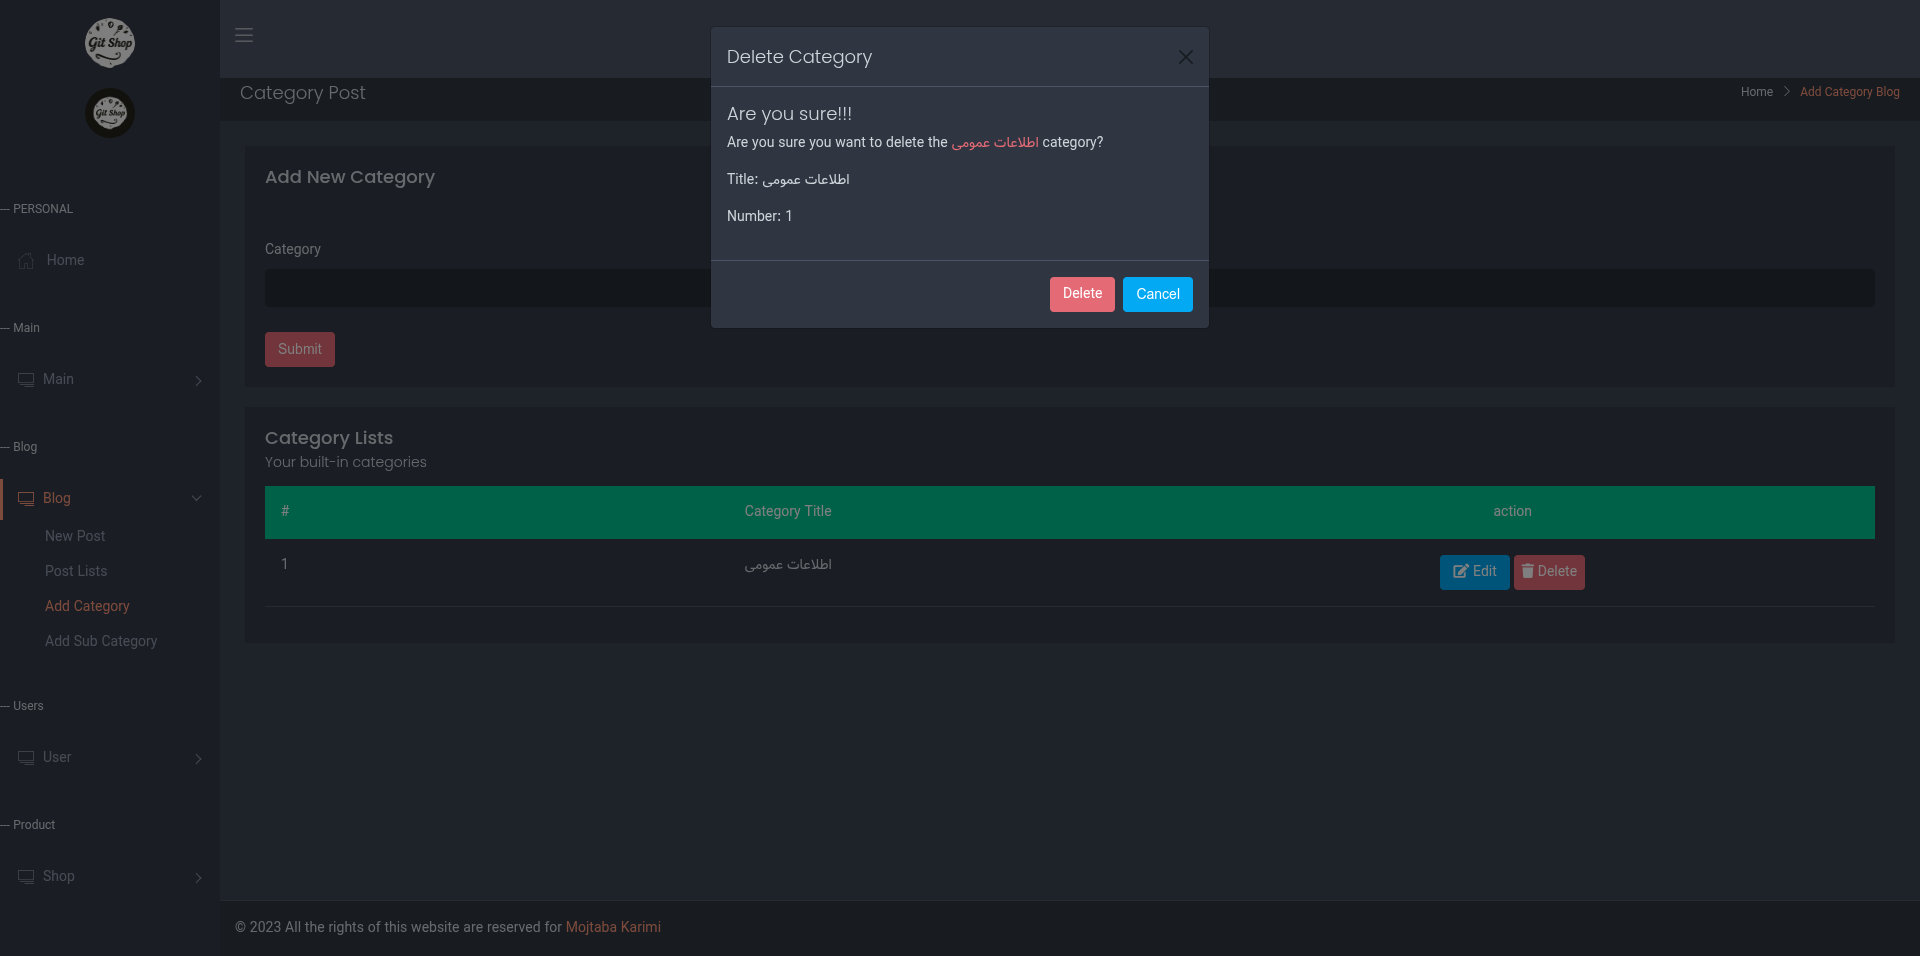 Git Shop
Git Shop
--- PERSONAL
Home
--- Main
Main
--- Blog
Blog
New Post
Post Lists
Add Category
Add Sub Category
--- Users
User
--- Product
Shop
Category Post
Home > Add Category Blog
Delete Category
Are you sure!!!
Are you sure you want to delete the اطلاعات عمومی category?
Title: اطلاعات عمومی
Number: 1
Delete Cancel
Add New Category
Category
Submit
Category Lists
Your built-in categories
# Category Title action
1 اطلاعات عمومی Edit Delete
© 2023 All the rights of this website are reserved for Mojtaba Karimi